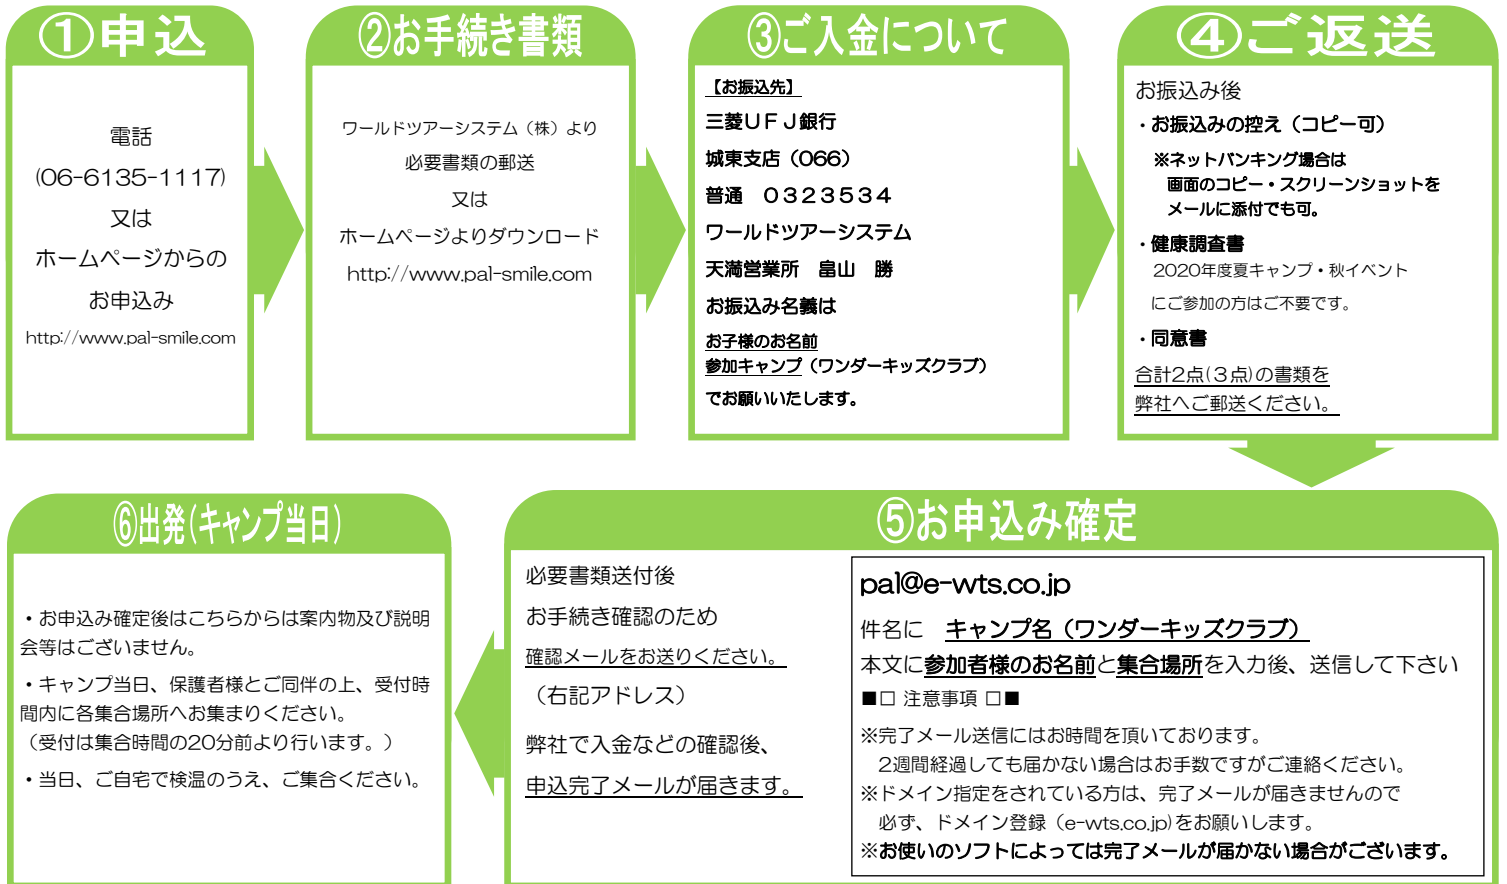 ①申込
電話
(06-6135-1117)
又は
ホームページからの
お申込み
http://www.pal-smile.com
②お手続き書類
ワールドツアーシステム（株）より
必要書類の郵送
又は
ホームページよりダウンロード
http://www.pal-smile.com
③ご入金について
【お振込先】
三菱ＵＦＪ銀行
城東支店（066）
普通　０３２３５３４
ワールドツアーシステム
天満営業所　畠山　勝
お振込み名義は
お子様のお名前
参加キャンプ（ワンダーキッズクラブ）
でお願いいたします。
④ご返送
お振込み後
・お振込みの控え（コピー可）
※ネットバンキング場合は
画面のコピー・スクリーンショットを
メールに添付でも可。
・健康調査書
2020年度夏キャンプ・秋イベント
にご参加の方はご不要です。
・同意書
合計2点(３点)の書類を
弊社へご郵送ください。
⑤お申込み確定
必要書類送付後
お手続き確認のため
確認メールをお送りください。
（右記アドレス）
弊社で入金などの確認後、
申込完了メールが届きます。
pal@e-wts.co.jp
件名に　キャンプ名（ワンダーキッズクラブ）
本文に参加者様のお名前と集合場所を入力後、送信して下さい
■□ 注意事項 □■
※完了メール送信にはお時間を頂いております。
2週間経過しても届かない場合はお手数ですがご連絡ください。
※ドメイン指定をされている方は、完了メールが届きませんので
必ず、ドメイン登録（e-wts.co.jp)をお願いします。
※お使いのソフトによっては完了メールが届かない場合がございます。
⑥出発(キャンプ当日)
・お申込み確定後はこちらからは案内物及び説明
会等はございません。
・キャンプ当日、保護者様とご同伴の上、受付時
間内に各集合場所へお集まりください。
（受付は集合時間の20分前より行います。）
・当日、ご自宅で検温のうえ、ご集合ください。